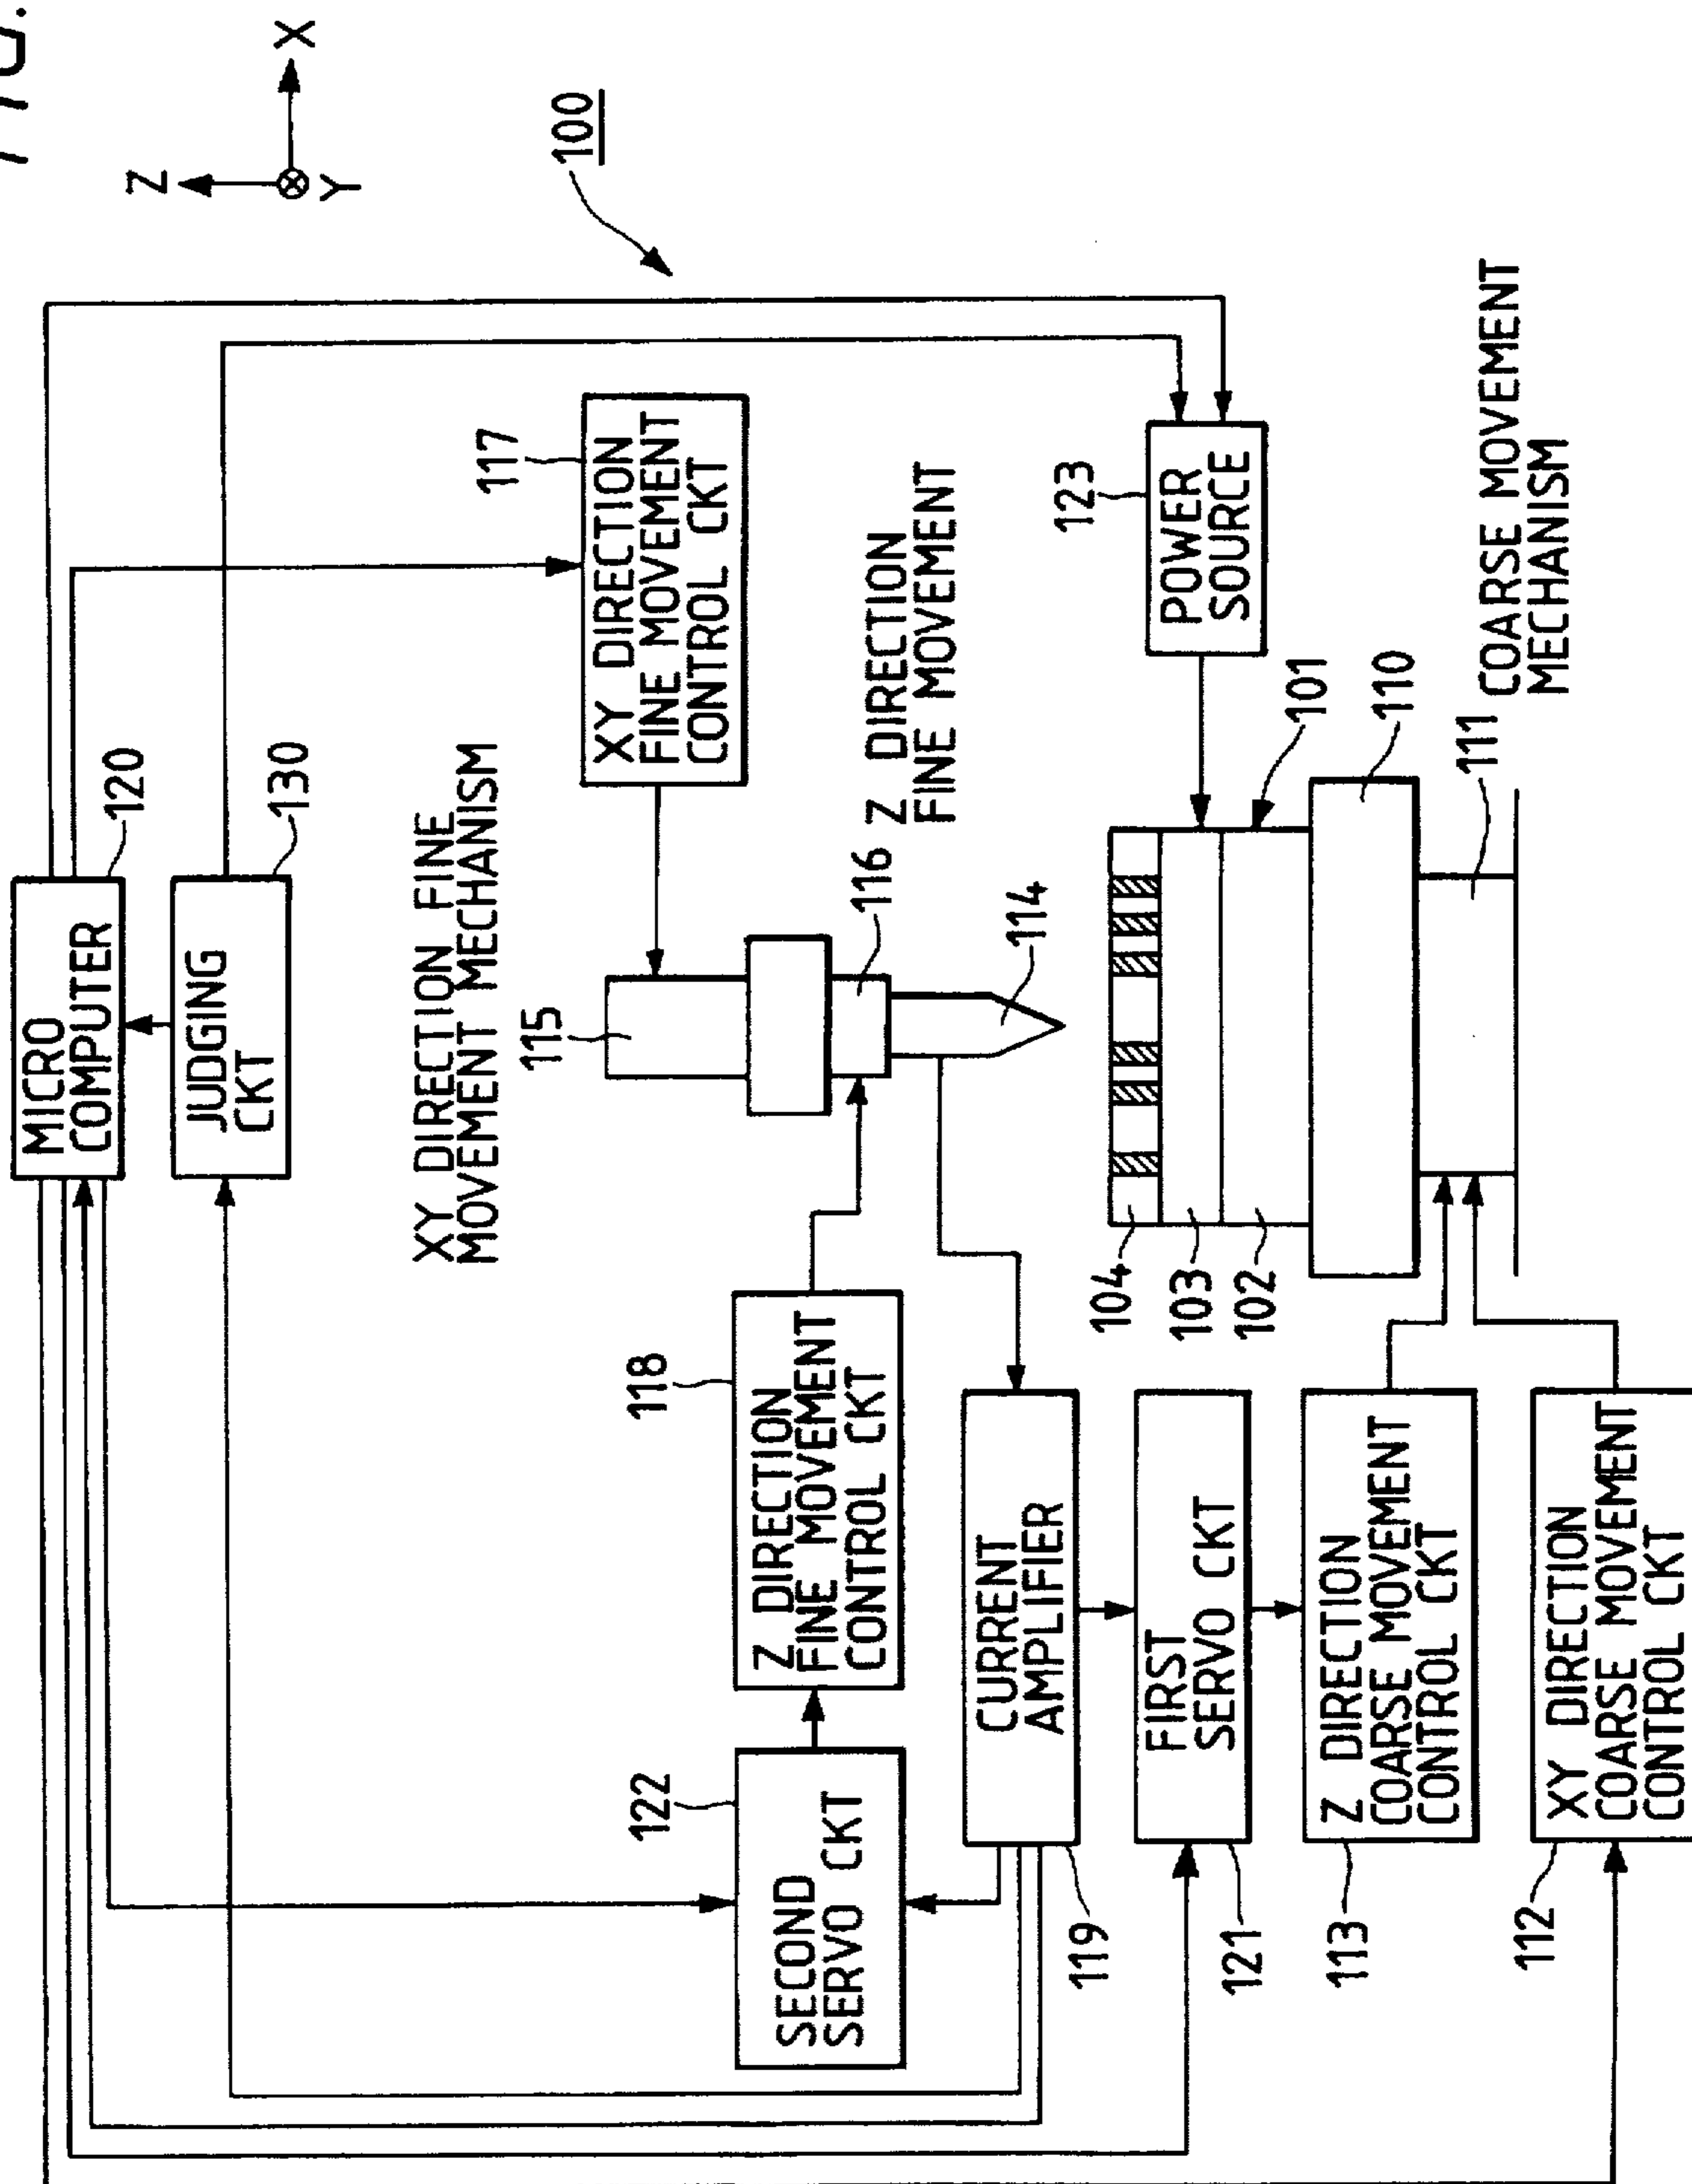 FIG.
Z
X
Y
100
MICRO
COMPUTER
120
JUDGING
CKT
130
XY DIRECTION FINE
MOVEMENT MECHANISM
115
117
XY DIRECTION
FINE MOVEMENT
CONTROL CKT
122
SECOND
SERVO CKT
118
Z DIRECTION
FINE MOVEMENT
CONTROL CKT
116
Z DIRECTION
FINE MOVEMENT
114
CURRENT
AMPLIFIER
119
123
POWER
SOURCE
104
103
102
101
FIRST
SERVO CKT
121
110
Z DIRECTION
COARSE MOVEMENT
CONTROL CKT
113
111
COARSE MOVEMENT
MECHANISM
112
XY DIRECTION
COARSE MOVEMENT
CONTROL CKT